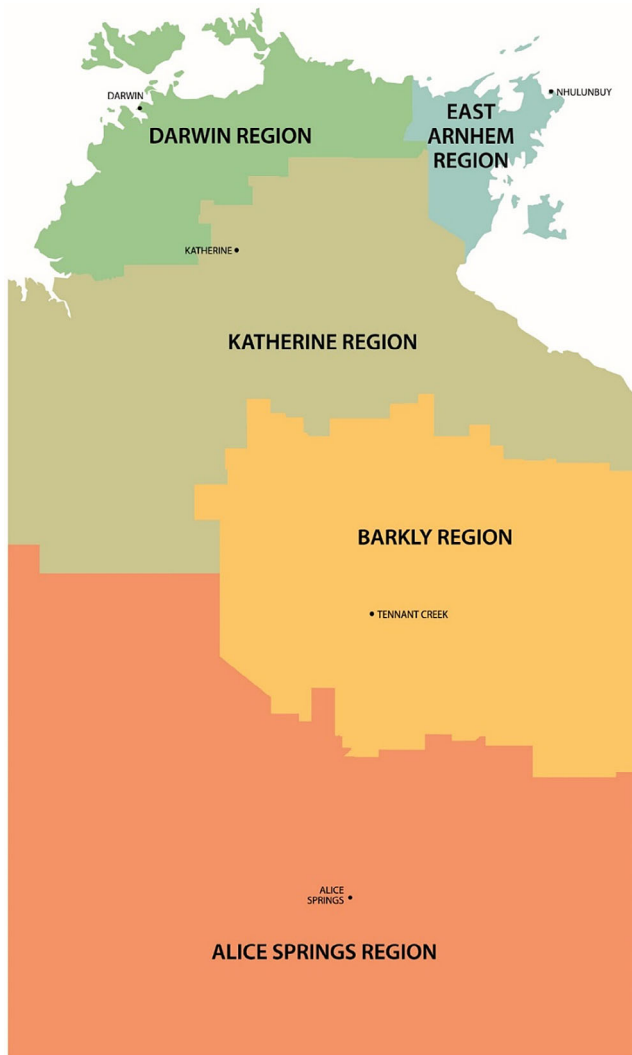 DARWIN
NHULUNBUY
DARWIN REGION
EAST
ARNHEM
REGION
KATHERINE
KATHERINE REGION
BARKLY REGION
TENNANT CREEK
ALICE
SPRINGS
ALICE SPRINGS REGION